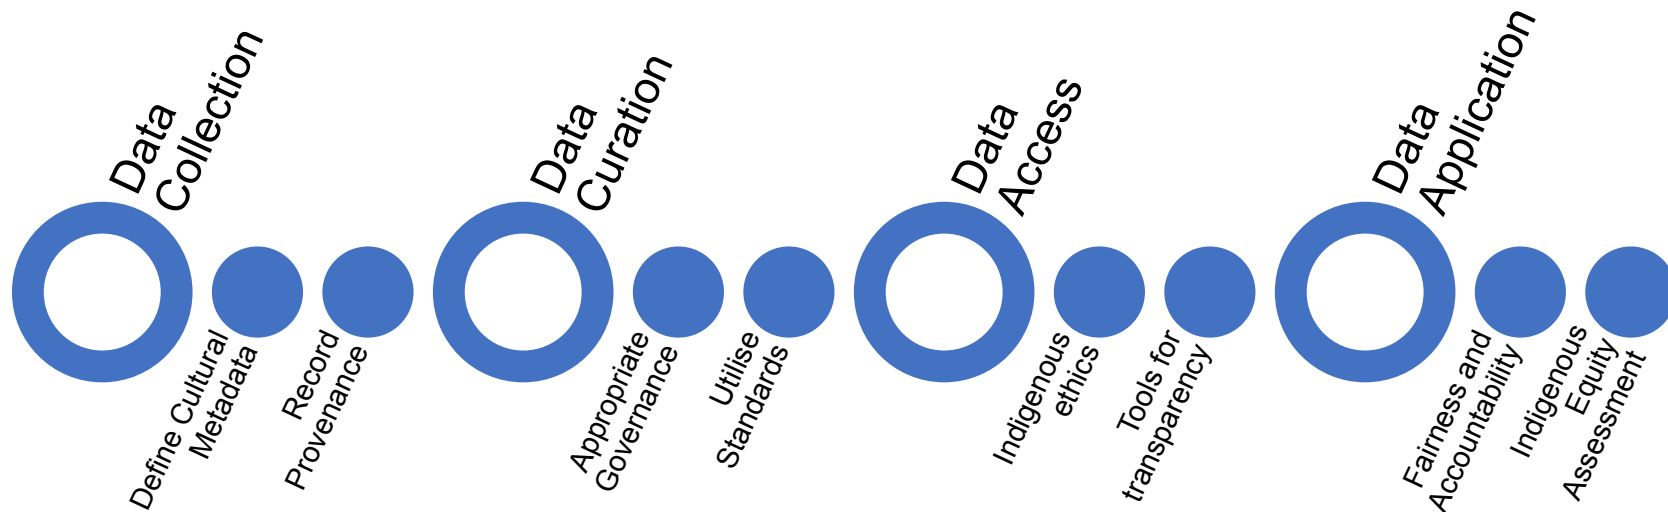 Data
Collection
Define Cultural
Metadata
Record
Provenance
Data
Curation
Appropriate
Governance
Utilise
Standards
Data
Access
Indigenous
ethics
Tools for
transparency
Data
Application
Fairness and
Accountability
Indigenous
Equity
Assessment